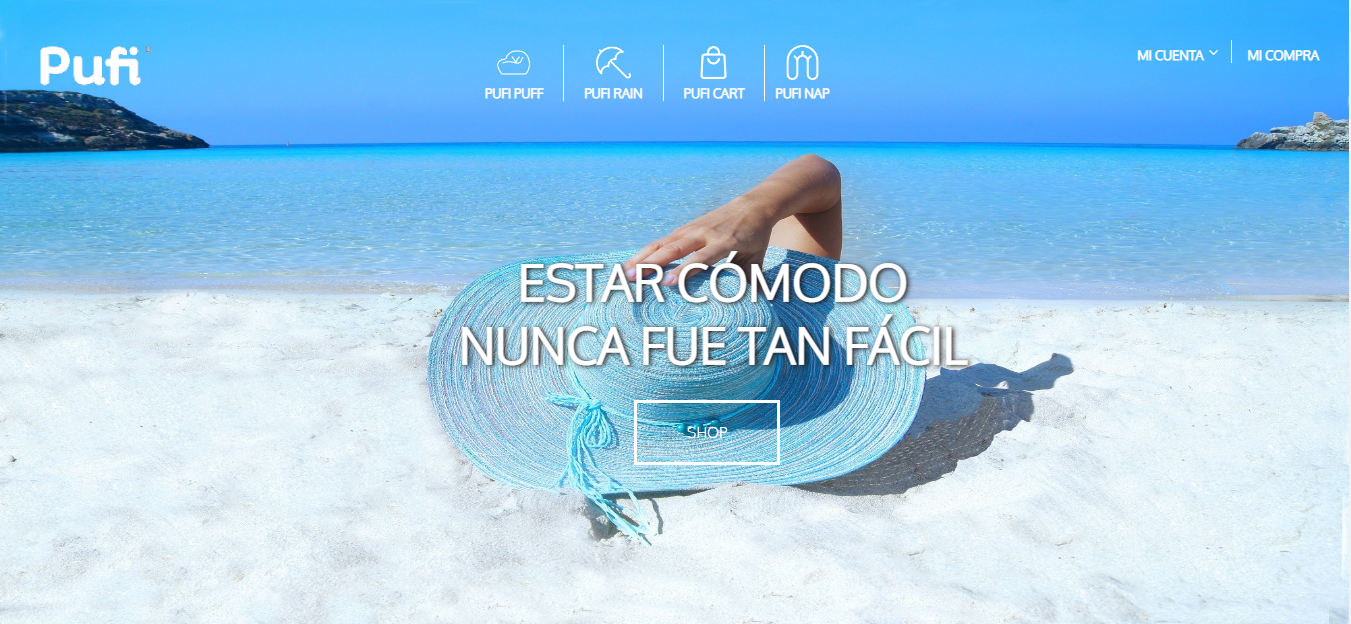 Pufi
PUFI PUFF
PUFI RAIN
PUFI CART
PUFI NAP
MI CUENTA
MI COMPRA
ESTAR CÓMODO
NUNCA FUE TAN FÁCIL
SHOP